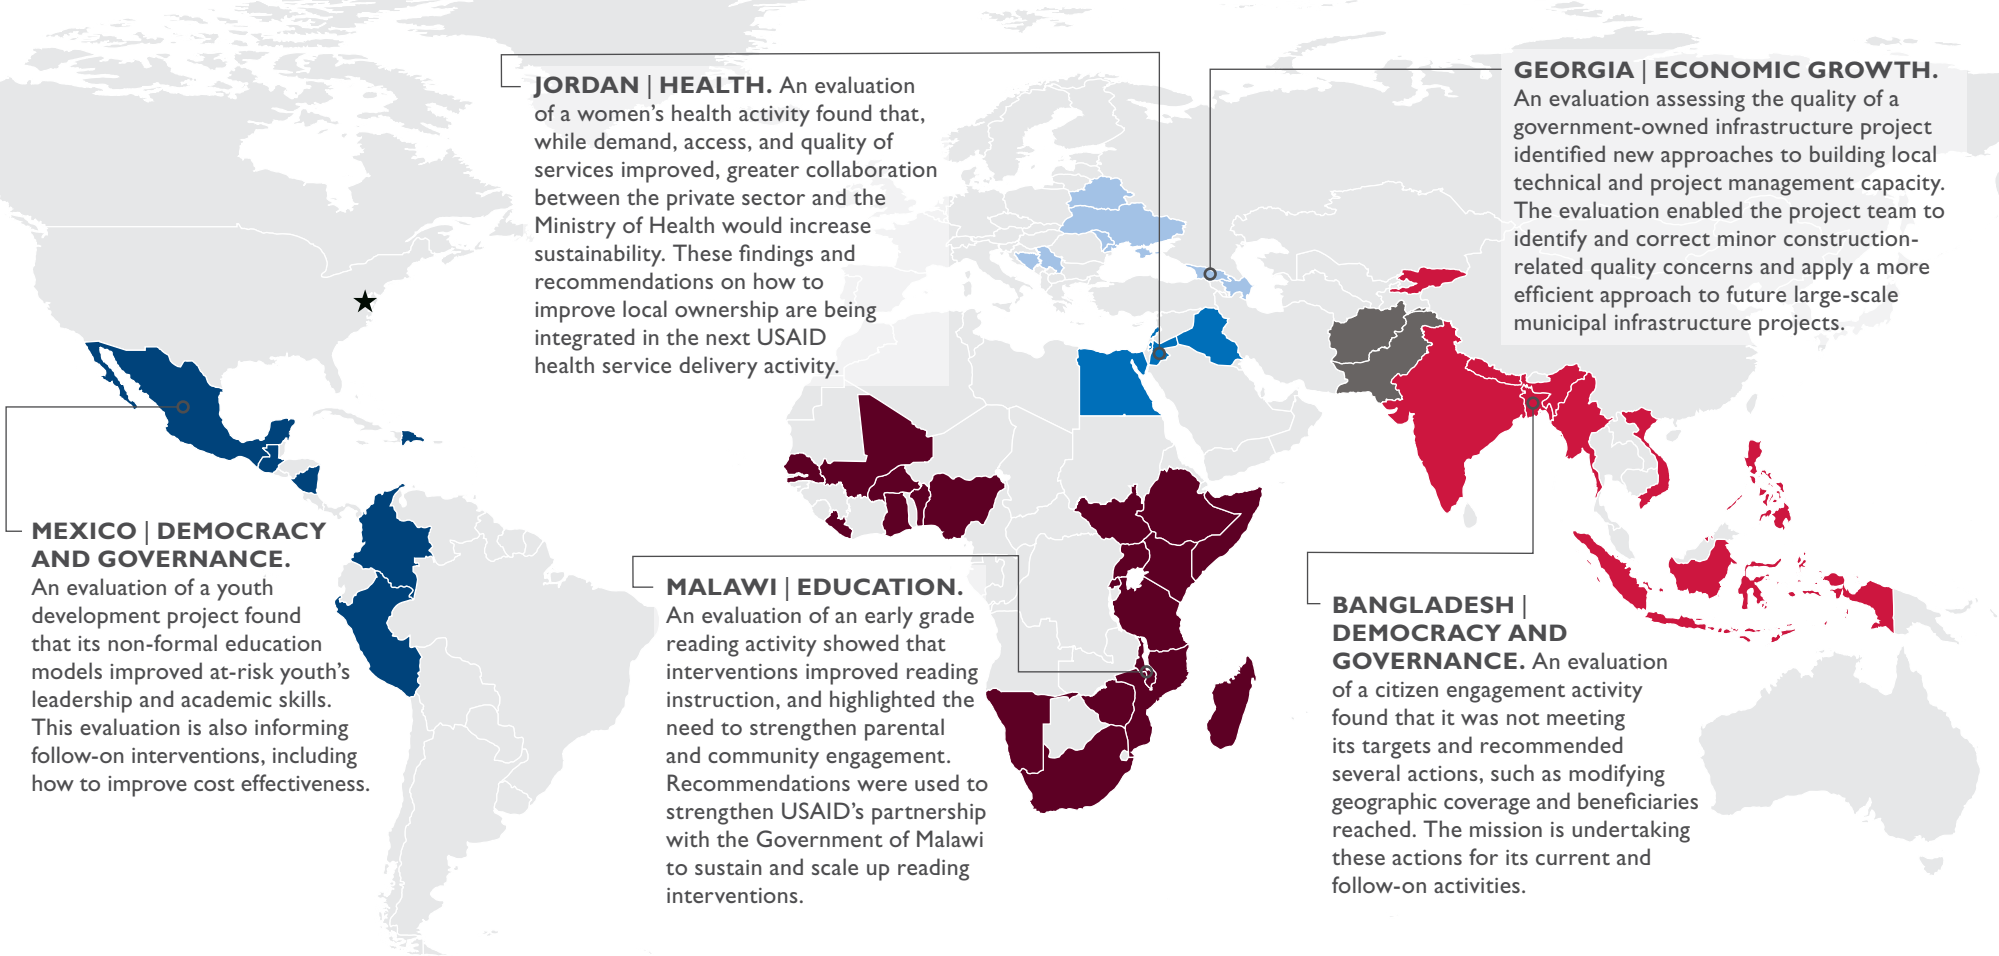 JORDAN | HEALTH. An evaluation
of a women’s health activity found that,
while demand, access, and quality of
services improved, greater collaboration
between the private sector and the
Ministry of Health would increase
sustainability. These findings and
recommendations on how to
improve local ownership are being
integrated in the next USAID
health service delivery activity.
GEORGIA | ECONOMIC GROWTH.
An evaluation assessing the quality of a
government-owned infrastructure project
identified new approaches to building local
technical and project management capacity.
The evaluation enabled the project team to
identify and correct minor construction-
related quality concerns and apply a more
efficient approach to future large-scale
municipal infrastructure projects.
MEXICO | DEMOCRACY
AND GOVERNANCE.
An evaluation of a youth
development project found
that its non-formal education
models improved at-risk youth’s
leadership and academic skills.
This evaluation is also informing
follow-on interventions, including
how to improve cost effectiveness.
MALAWI | EDUCATION.
An evaluation of an early grade
reading activity showed that
interventions improved reading
instruction, and highlighted the
need to strengthen parental
and community engagement.
Recommendations were used to
strengthen USAID’s partnership
with the Government of Malawi
to sustain and scale up reading
interventions.
BANGLADESH |
DEMOCRACY AND
GOVERNANCE. An evaluation
of a citizen engagement activity
found that it was not meeting
its targets and recommended
several actions, such as modifying
geographic coverage and beneficiaries
reached. The mission is undertaking
these actions for its current and
follow-on activities.